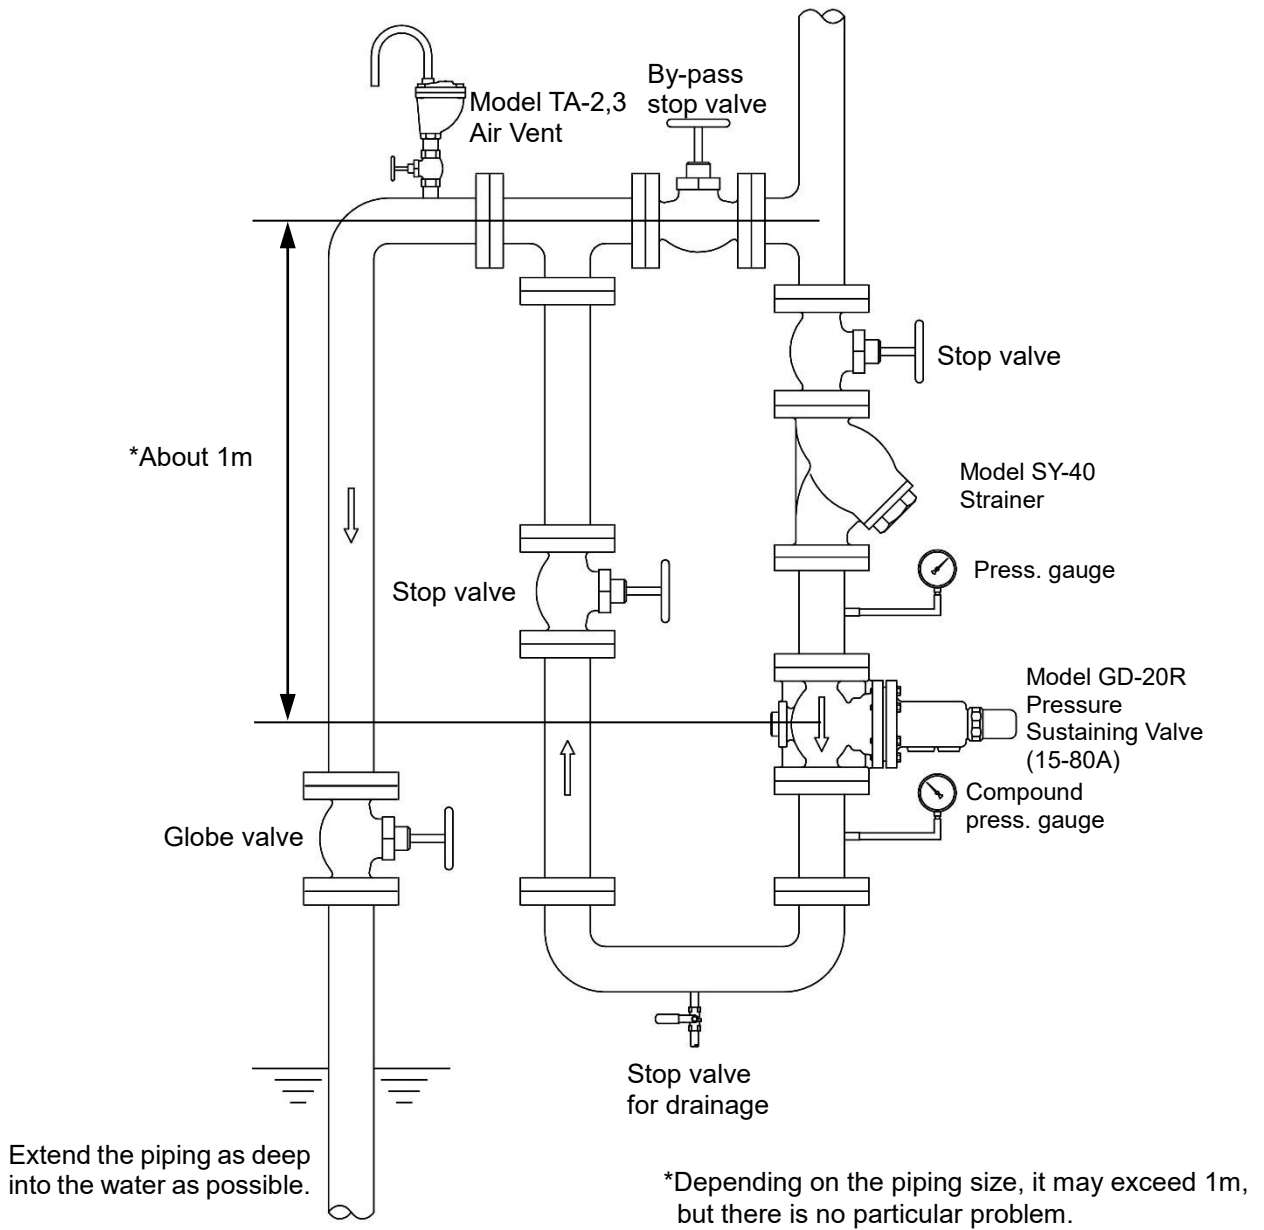 By-pass
stop valve
Model TA-2,3
Air Vent
Stop valve
*About 1m
Model SY-40
Strainer
Press. gauge
Stop valve
Model GD-20R
Pressure
Sustaining Valve
(15-80A)
Compound
press. gauge
Globe valve
Stop valve
for drainage
Extend the piping as deep
into the water as possible.
*Depending on the piping size, it may exceed 1m,
but there is no particular problem.